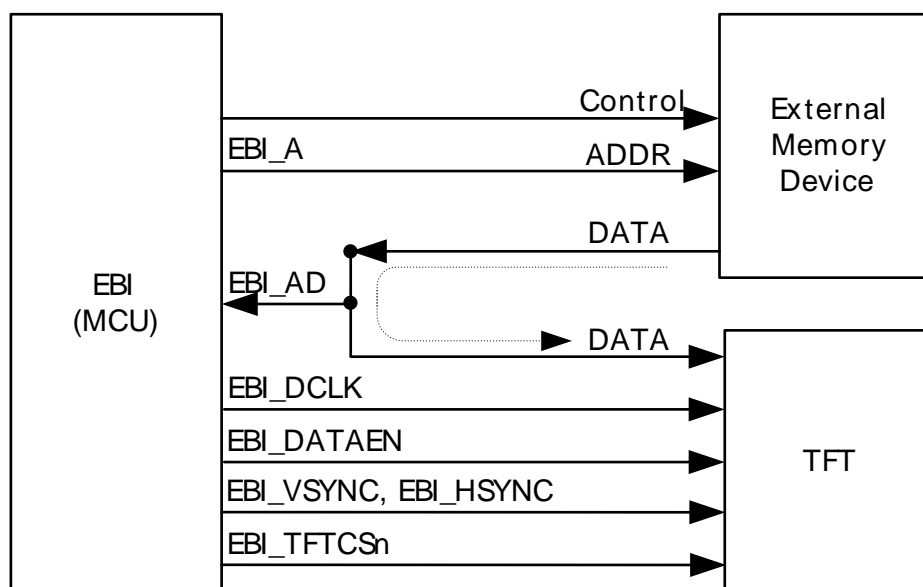 Control
External
Memory
Device
EBI_A
ADDR
DATA
EBI
(MCU)
EBI_AD
DATA
EBI_DCLK
EBI_DATAEN
TFT
EBI_VSYNC, EBI_HSYNC
EBI_TFTCSn